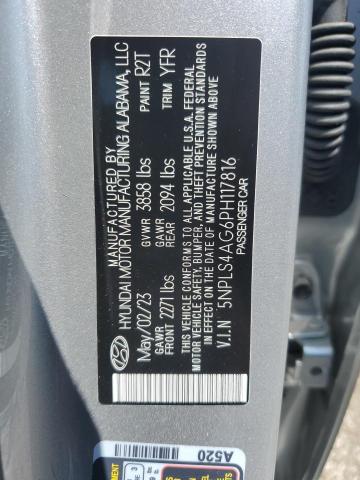 MANUFACTURED BY
HYUNDAI MOTOR MANUFACTURING ALABAMA, LLC
May/02/23 GVWR 3858 lbs PAINT R2T
GAWR FRONT 2271 lbs GAWR REAR 2094 lbs TRIM YFR
THIS VEHICLE CONFORMS TO ALL APPLICABLE U.S.A. FEDERAL
MOTOR VEHICLE SAFETY, BUMPER, AND THEFT PREVENTION STANDARDS
IN EFFECT ON THE DATE OF MANUFACTURE SHOWN ABOVE.
V.I.N 5NPLS4AG6PH117816
PASSENGER CAR
A520